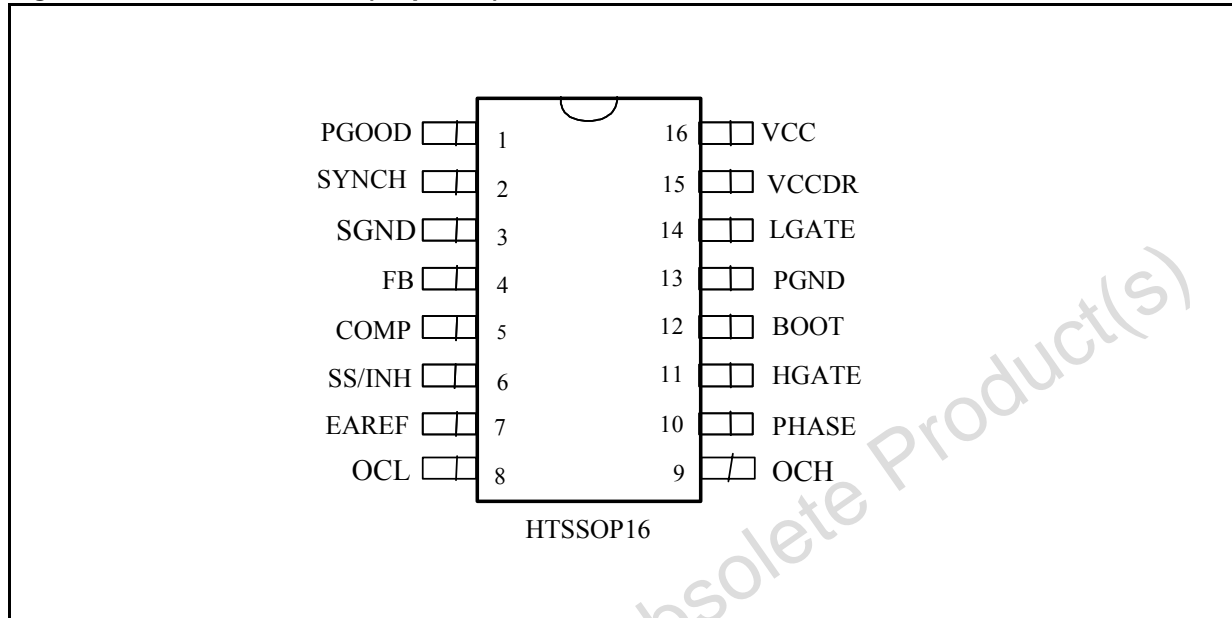 PGOOD 1 16 VCC
SYNCH 2 15 VCCDR
SGND 3 14 LGATE
FB 4 13 PGND
COMP 5 12 BOOT
SS/INH 6 11 HGATE
EAREF 7 10 PHASE
OCL 8 9 OCH
HTSSOP16
bsolete Product(s)